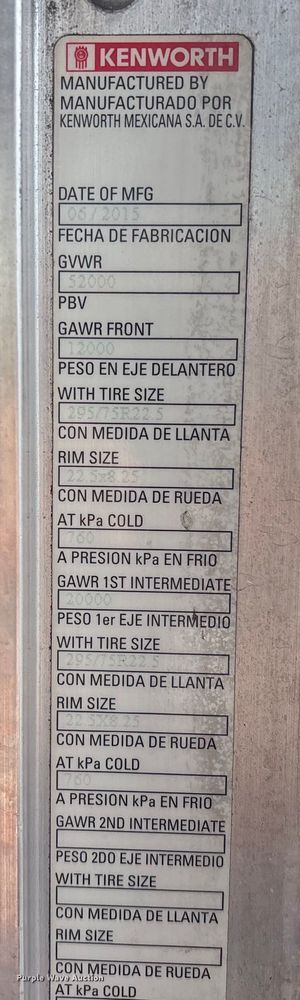 KENWORTH
MANUFACTURED BY
MANUFACTURADO POR
KENWORTH MEXICANA S.A. DE C.V.
DATE OF MFG
06/2015
FECHA DE FABRICACION
GVWR
52000
PBV
GAWR FRONT
12000
PESO EN EJE DELANTERO
WITH TIRE SIZE
295/75R22.5
CON MEDIDA DE LLANTA
RIM SIZE
22.5x8.25
CON MEDIDA DE RUEDA
AT kPa COLD
760
A PRESION kPa EN FRIO
GAWR 1ST INTERMEDIATE
20000
PESO 1er EJE INTERMEDIO
WITH TIRE SIZE
295/75R22.5
CON MEDIDA DE LLANTA
RIM SIZE
22.5X8.25
CON MEDIDA DE RUEDA
AT kPa COLD
760
A PRESION kPa EN FRIO
GAWR 2ND INTERMEDIATE
PESO 2DO EJE INTERMEDIO
WITH TIRE SIZE
CON MEDIDA DE LLANTA
RIM SIZE
CON MEDIDA DE RUEDA
AT kPa COLD
Purple Wave Auction